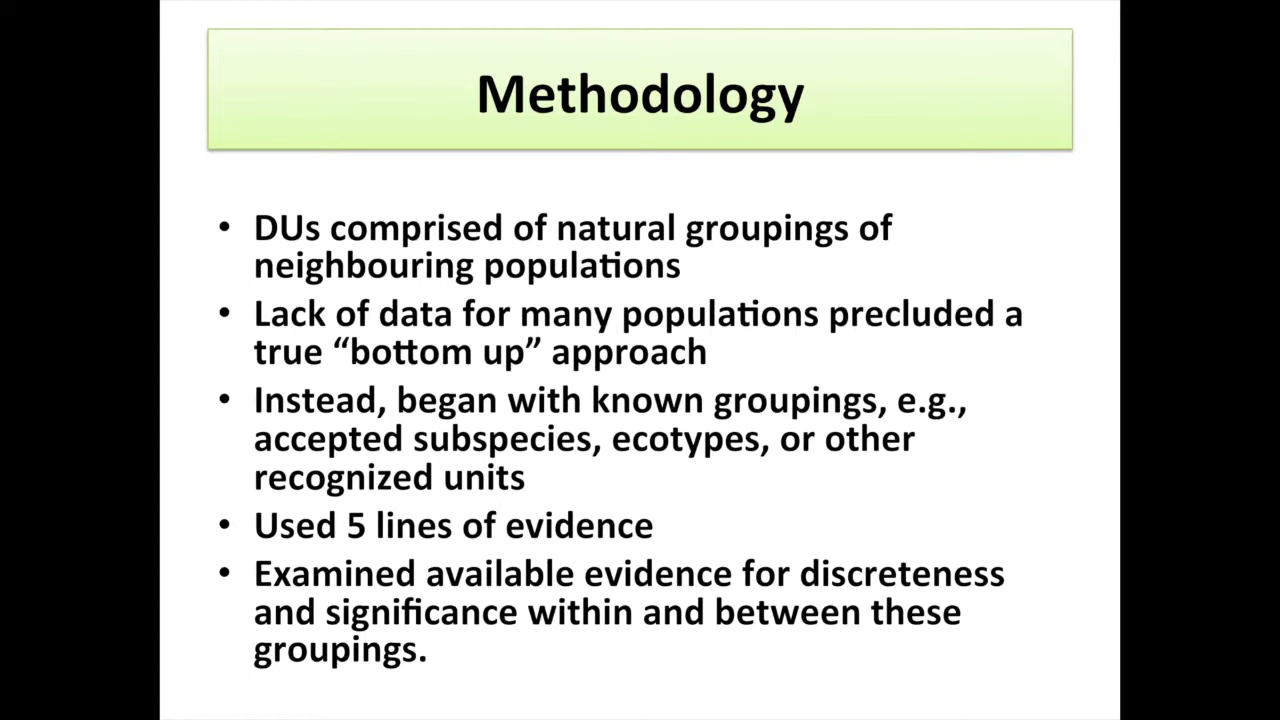 Methodology
• DUs comprised of natural groupings of
neighbouring populations
• Lack of data for many populations precluded a
true “bottom up” approach
• Instead, began with known groupings, e.g.,
accepted subspecies, ecotypes, or other
recognized units
• Used 5 lines of evidence
• Examined available evidence for discreteness
and significance within and between these
groupings.